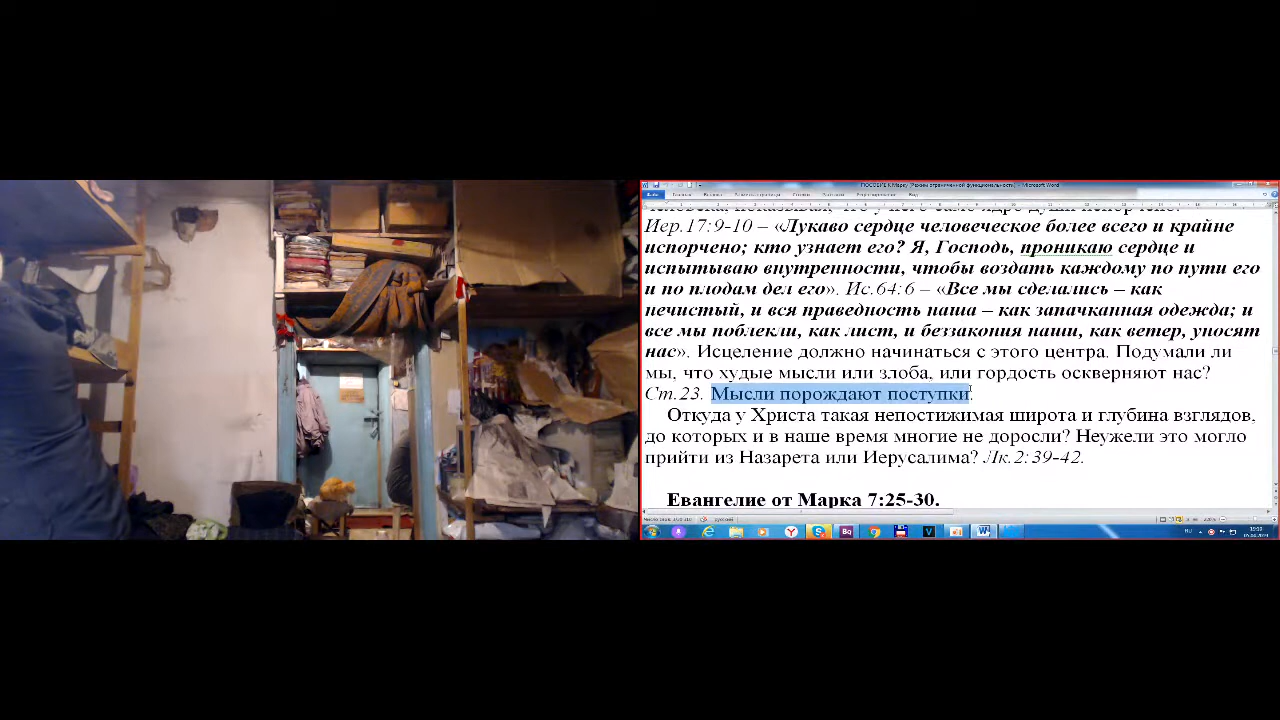 Иер.17:9-10 – «Лукаво сердце человеческое более всего и крайне
испорчено; кто узнает его? Я, Господь, проникаю сердце и
испытываю внутренности, чтобы воздать каждому по пути его
и по плодам дел его». Ис.64:6 – «Все мы сделались – как
нечистый, и вся праведность наша – как запачканная одежда; и
все мы поблекли, как лист, и беззакония наши, как ветер, уносят
нас». Исцеление должно начинаться с этого центра. Подумали ли
мы, что худые мысли или злоба, или гордость оскверняют нас?
Ст.23. Мысли порождают поступки.
Откуда у Христа такая непостижимая широта и глубина взглядов,
до которых и в наше время многие не доросли? Неужели это могло
прийти из Назарета или Иерусалима? Лк.2:39-42.
Евангелие от Марка 7:25-30.